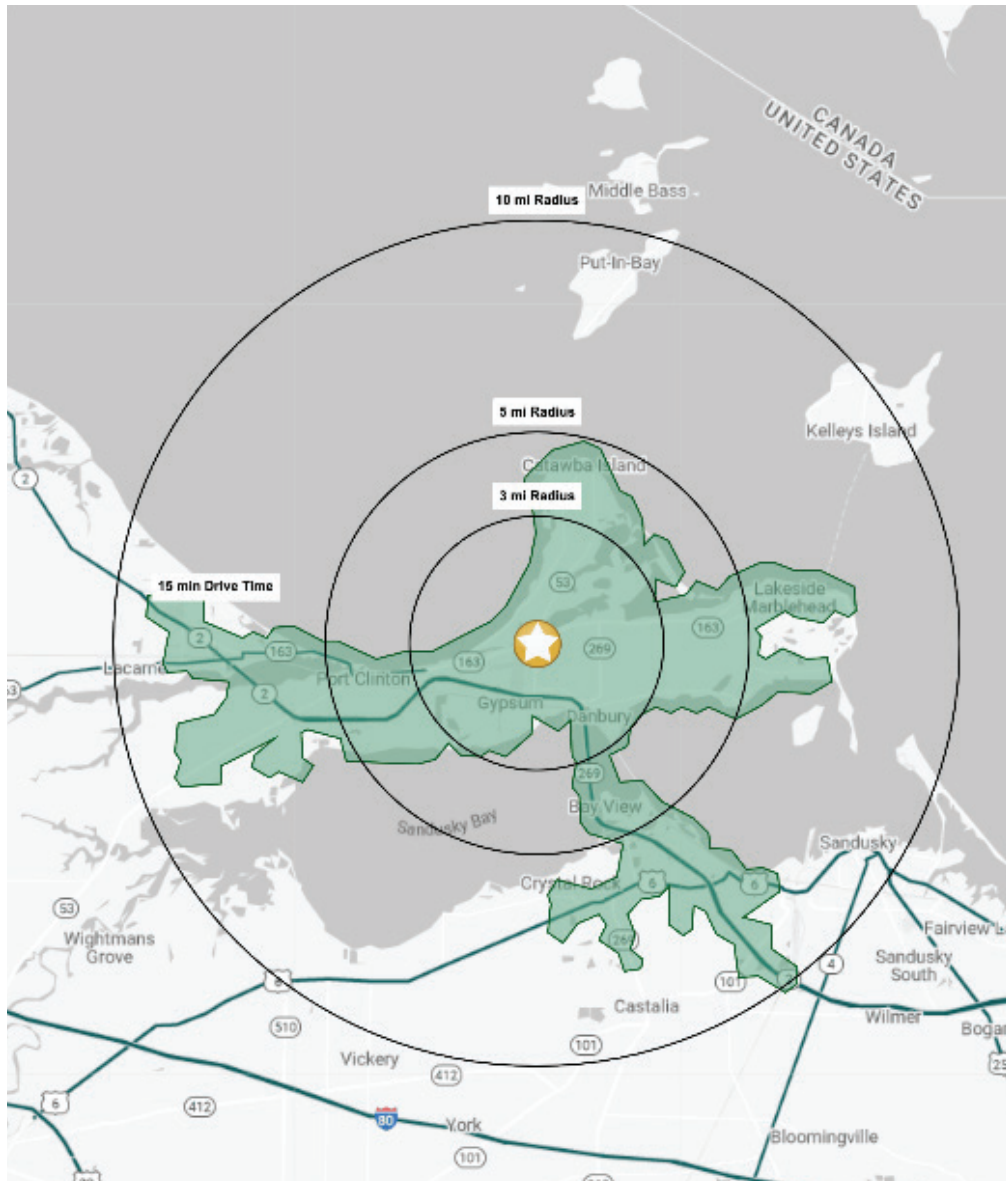 CANADA
UNITED STATES
Middle Bass
10 mi Radius
Put-In-Bay
5 mi Radius
Kelleys Island
Catawba Island
2
3 mi Radius
53
15 min Drive Time
Lakeside
Marblehead
2
163
163
163
269
Lacarne
Port Clinton
2
Gypsum
Danbury
269
Bay View
Sandusky Bay
Sandusky
Crystal Rock
6
6
53
Wightmans
Grove
Fairview
269
4
Sandusky
South
6
101
2
Castalia
Wilmer
510
Bogar
101
Vickery
412
6
412
80
York
Bloomingville
101